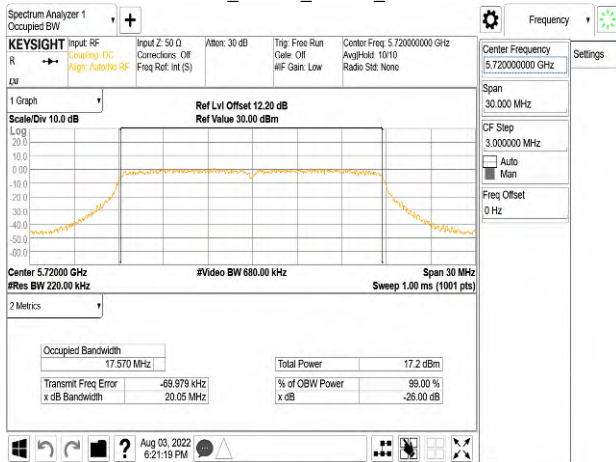 Spectrum Analyzer 1
Occupied BW
+
Frequency
KEYSIGHT
R
Input: RF
Coupling: DC
Align: Auto/No RF
Input Z: 50 Ω
Corrections: Off
Freq Ref: Int (S)
Atten: 30 dB
Trig: Free Run
Gate: Off
#IF Gain: Low
Center Freq: 5.720000000 GHz
Avg|Hold: 10/10
Radio Std: None
Center Frequency
5.720000000 GHz
Settings
Span
30.000 MHz
CF Step
3.000000 MHz
Auto
Man
Freq Offset
0 Hz
1 Graph
Scale/Div 10.0 dB
Ref Lvl Offset 12.20 dB
Ref Value 30.00 dBm
Log
20.0
10.0
0.00
-10.0
-20.0
-30.0
-40.0
-50.0
-60.0
Center 5.72000 GHz
#Video BW 680.00 kHz
Span 30 MHz
#Res BW 220.00 kHz
Sweep 1.00 ms (1001 pts)
2 Metrics
Occupied Bandwidth
17.570 MHz
Total Power 17.2 dBm
Transmit Freq Error -69.979 kHz
% of OBW Power 99.00 %
x dB Bandwidth 20.05 MHz
x dB -26.00 dB
?
Aug 03, 2022
6:21:19 PM